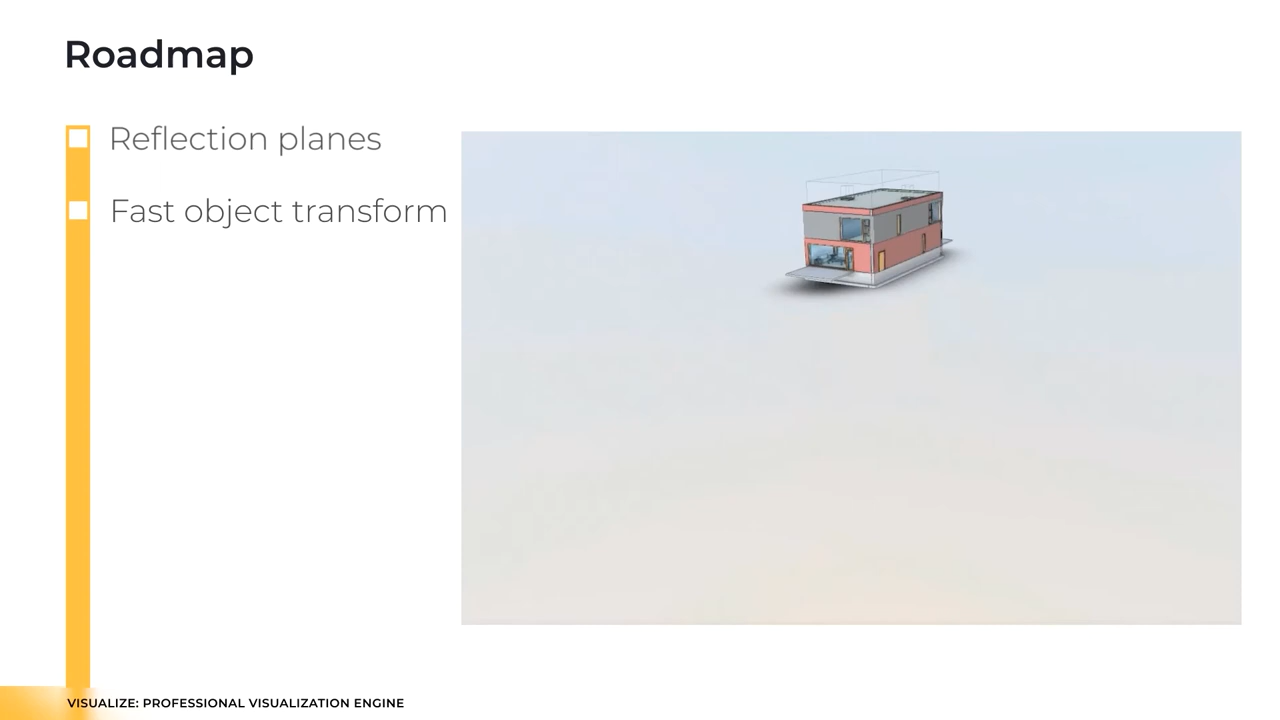 Roadmap
Reflection planes
Fast object transform
VISUALIZE: PROFESSIONAL VISUALIZATION ENGINE